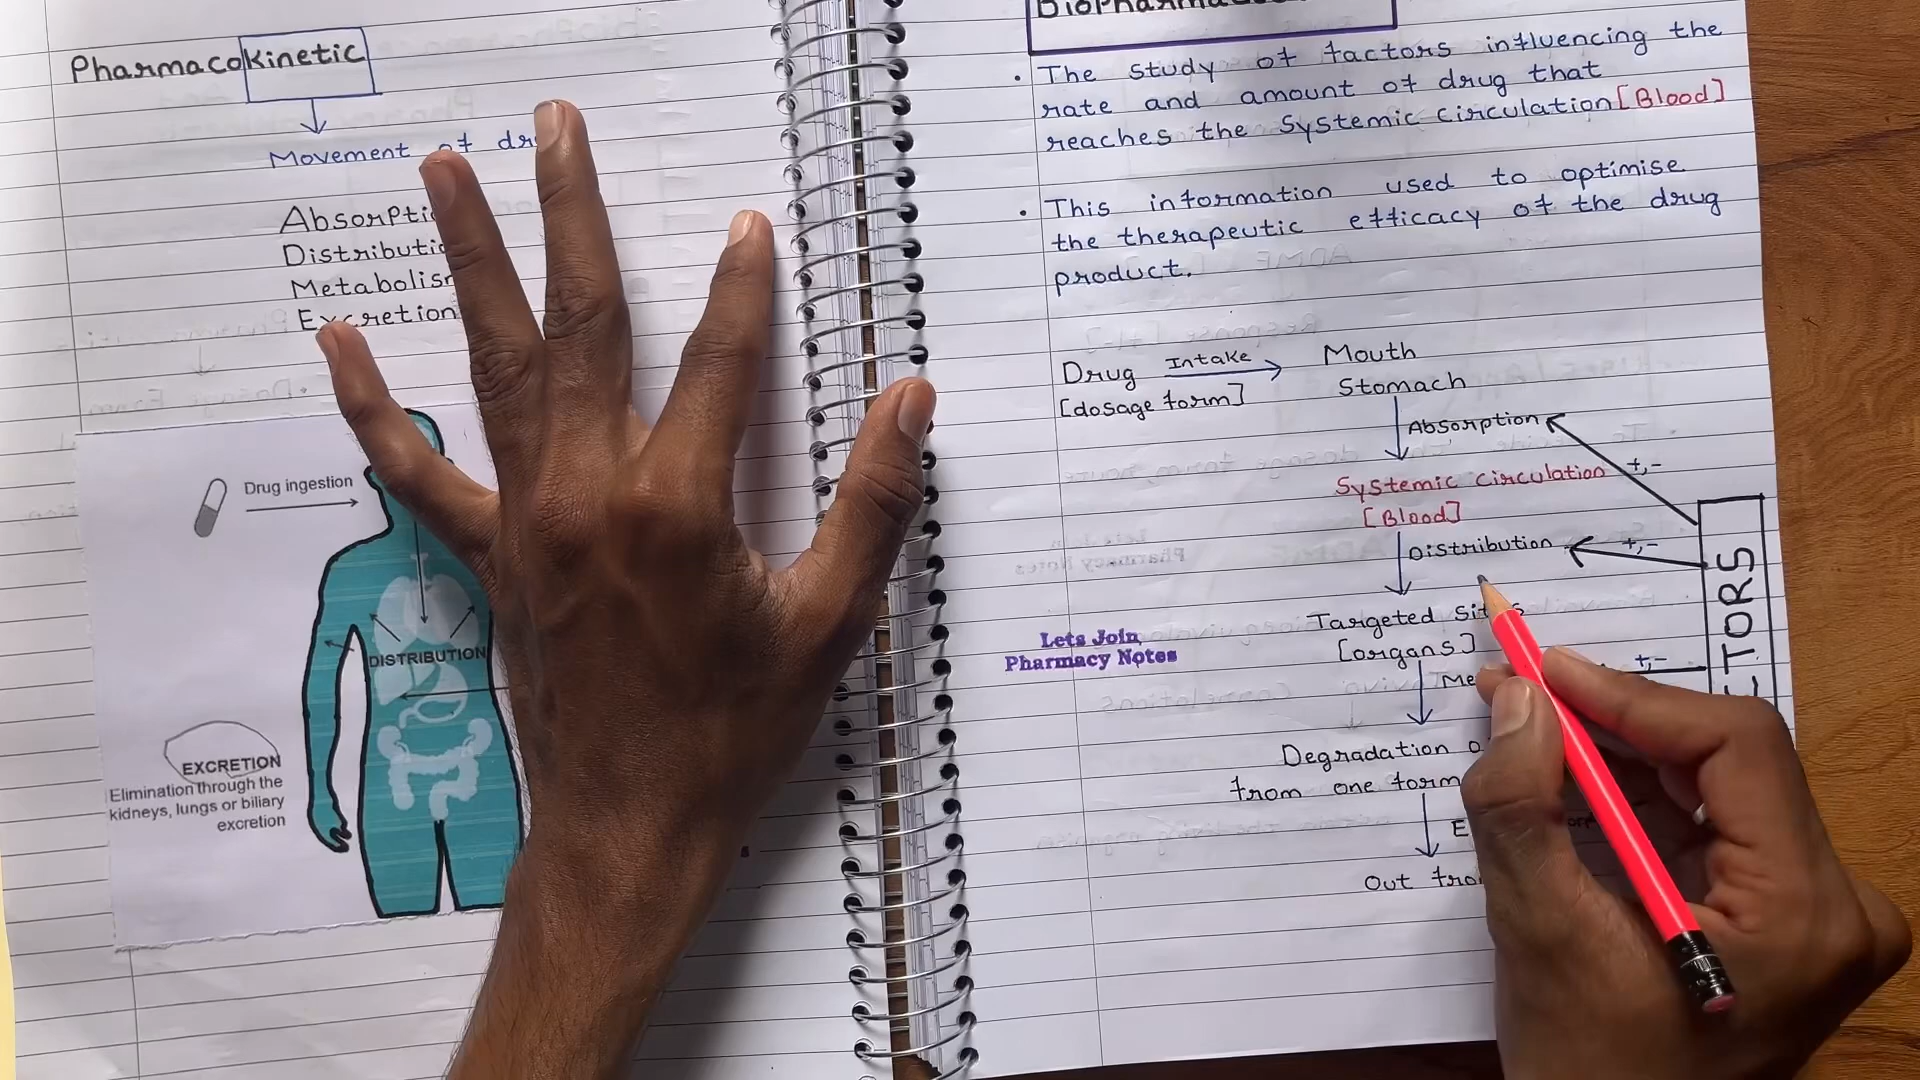 Pharmacokinetic
Movement of
Absorpti
Distributi
Metabolis
Excretion
Drug ingestion
DISTRIBUTION
EXCRETION
Elimination through the
kidneys, lungs or biliary
excretion
• The study of factors influencing the
rate and amount of drug that
reaches the systemic circulation [Blood]
• This information used to optimise
the therapeutic efficacy of the drug
product.
Drug Intake Mouth
[dosage form] Stomach
Absorption
+,-
Systemic circulation
[Blood]
Distribution +,-
Targeted
[organs]
+,-
Degradation
from one form
Out
TORS
Lets Join
Pharmacy Notes